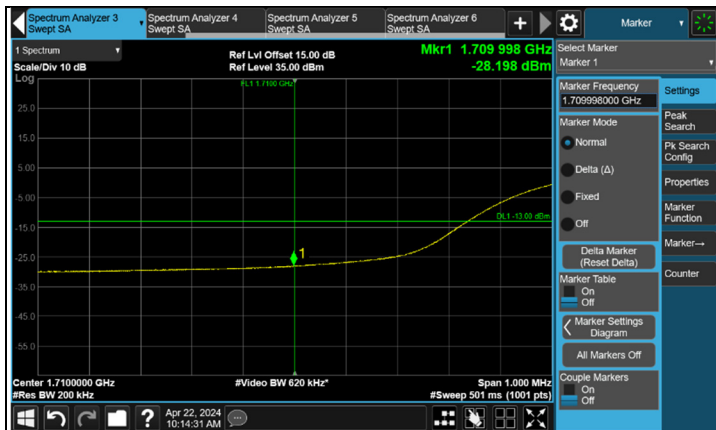 Spectrum Analyzer 3
Swept SA
Spectrum Analyzer 4
Swept SA
Spectrum Analyzer 5
Swept SA
Spectrum Analyzer 6
Swept SA
+
Marker
1 Spectrum
Scale/Div 10 dB
Log
Ref Lvl Offset 15.00 dB
Ref Level 35.00 dBm
Mkr1 1.709 998 GHz
-28.198 dBm
FL1 1.7100 GHz
25.0
15.0
5.00
-5.00
-15.0
-25.0
-35.0
-45.0
-55.0
DL1 -13.00 dBm
1
Center 1.7100000 GHz
#Res BW 200 kHz
#Video BW 620 kHz*
Span 1.000 MHz
#Sweep 501 ms (1001 pts)
Select Marker
Marker 1
Marker Frequency
1.709998000 GHz
Marker Mode
Normal
Delta (Δ)
Fixed
Off
Delta Marker
(Reset Delta)
Marker Table
On
Off
Marker Settings
Diagram
All Markers Off
Couple Markers
On
Off
Settings
Peak
Search
Pk Search
Config
Properties
Marker
Function
Marker→
Counter
?
Apr 22, 2024
10:14:31 AM